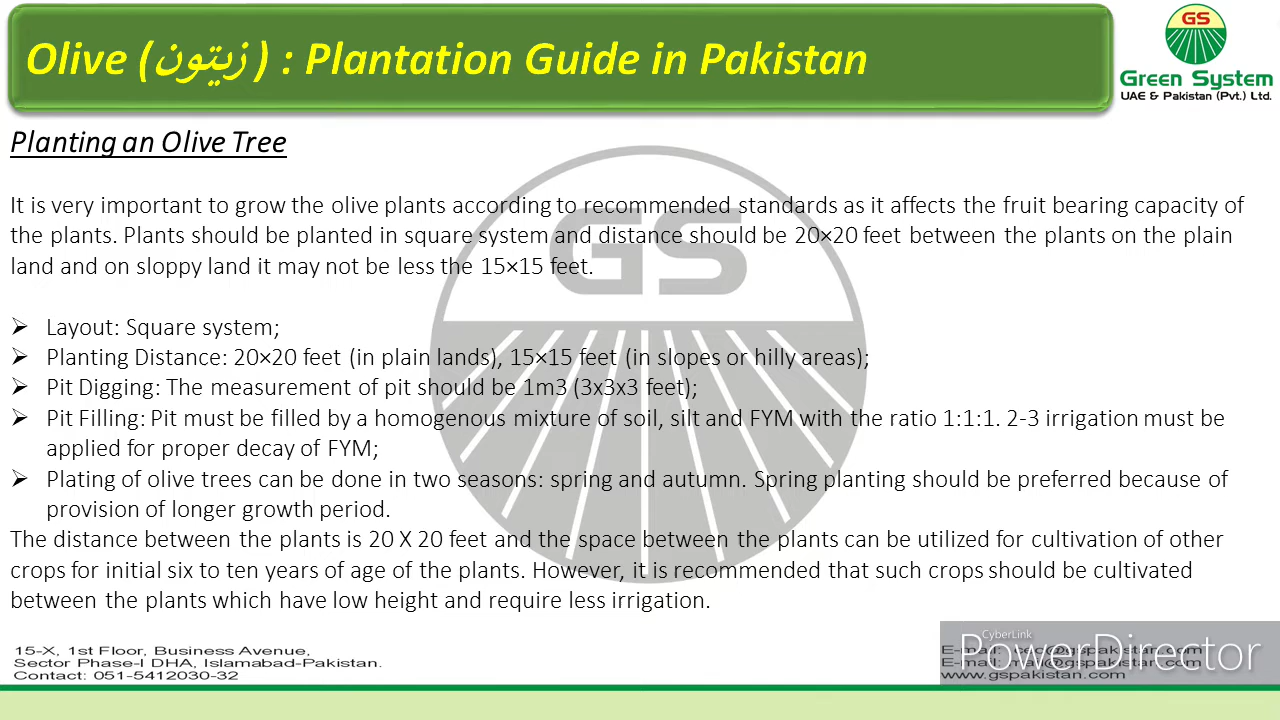 Olive (زیتون) : Plantation Guide in Pakistan
GS
Green System
UAE & Pakistan (Pvt.) Ltd.
Planting an Olive Tree
It is very important to grow the olive plants according to recommended standards as it affects the fruit bearing capacity of
the plants. Plants should be planted in square system and distance should be 20×20 feet between the plants on the plain
land and on sloppy land it may not be less the 15×15 feet.
GS
➢ Layout: Square system;
➢ Planting Distance: 20×20 feet (in plain lands), 15×15 feet (in slopes or hilly areas);
➢ Pit Digging: The measurement of pit should be 1m3 (3x3x3 feet);
➢ Pit Filling: Pit must be filled by a homogenous mixture of soil, silt and FYM with the ratio 1:1:1. 2-3 irrigation must be
applied for proper decay of FYM;
➢ Plating of olive trees can be done in two seasons: spring and autumn. Spring planting should be preferred because of
provision of longer growth period.
The distance between the plants is 20 X 20 feet and the space between the plants can be utilized for cultivation of other
crops for initial six to ten years of age of the plants. However, it is recommended that such crops should be cultivated
between the plants which have low height and require less irrigation.
15-X, 1st Floor, Business Avenue,
Sector Phase-I DHA, Islamabad-Pakistan.
Contact: 051-5412030-32
E-mail:
E-mail:
www.gspakistan.com
CyberLink
PowerDirector